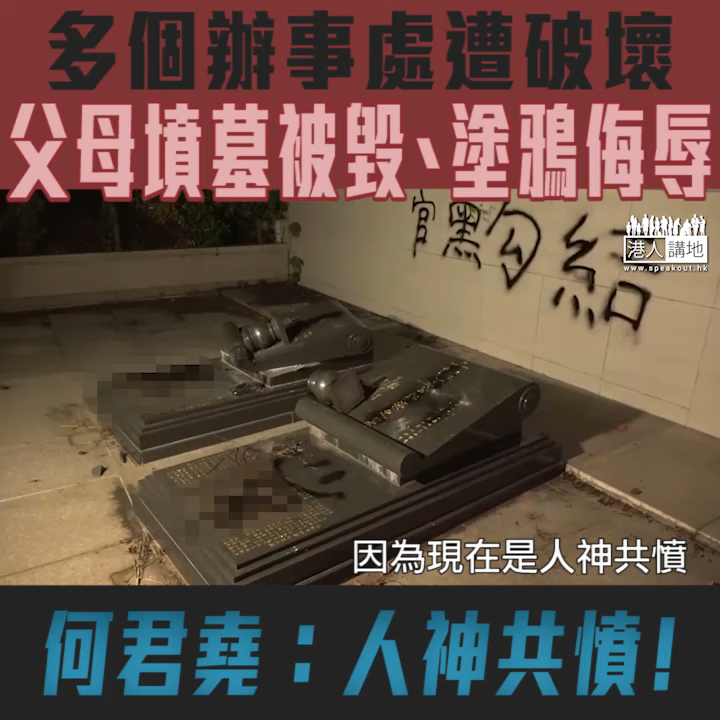 多個辦事處遭破壞
父母墳墓被毀、塗鴉侮辱
官黑勾結
港人講地
www.speakout.hk
因為現在是人神共憤
何君堯：人神共憤！